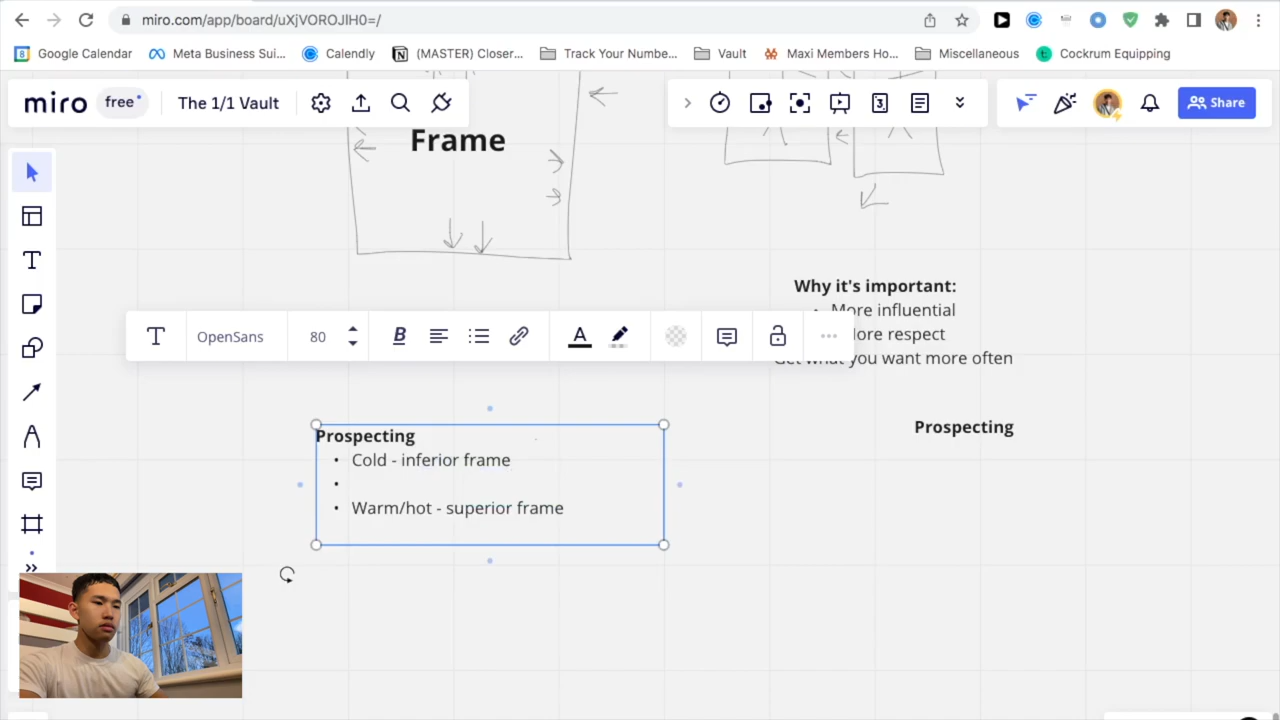 miro.com/app/board/uXjVOROJIH0=/
Google Calendar
Meta Business Sui...
Calendly
(MASTER) Closer...
Track Your Numbe...
Vault
Maxi Members Ho...
Miscellaneous
Cockrum Equipping
miro
free
The 1/1 Vault
3
Share
Frame
Why it's important:
• More influential
More respect
Get what you want more often
T
OpenSans
80
B
A
Prospecting
• Cold - inferior frame
•
• Warm/hot - superior frame
Prospecting